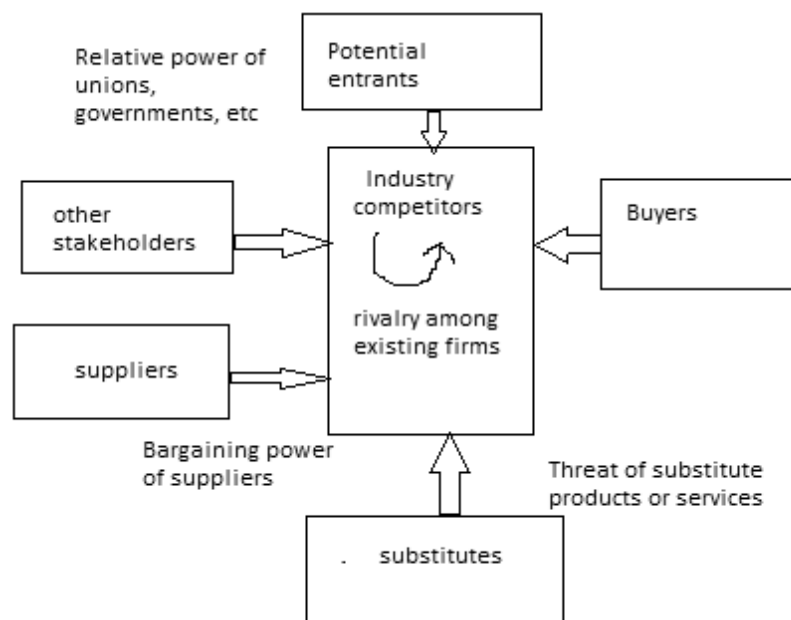 Relative power of
unions,
governments, etc
Potential
entrants
Industry
competitors
other
stakeholders
Buyers
rivalry among
existing firms
suppliers
Bargaining power
of suppliers
Threat of substitute
products or services
. substitutes